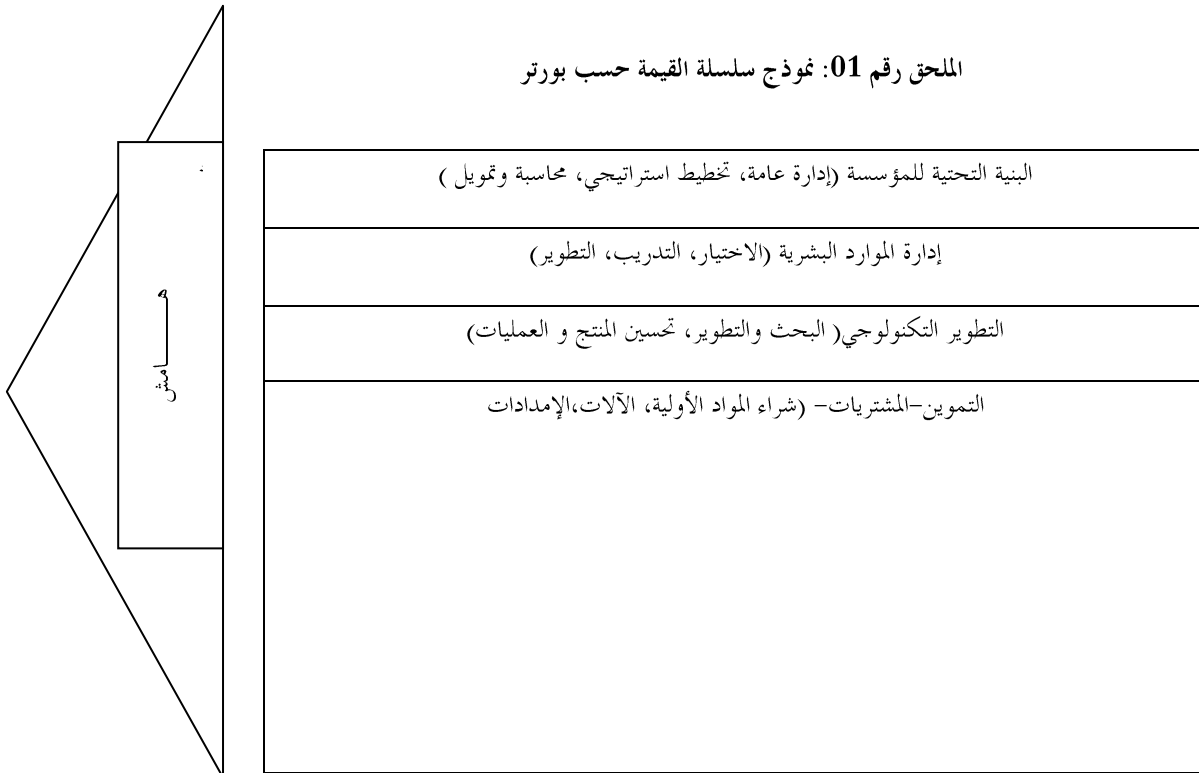 الملحق رقم 01: نموذج سلسلة القيمة حسب بورتر
البنية التحتية للمؤسسة (إدارة عامة، تخطيط استراتيجي، محاسبة وتمويل )
إدارة الموارد البشرية (الاختيار، التدريب، التطوير)
التطوير التكنولوجي( البحث والتطوير، تحسين المنتج و العمليات)
التموين-المشتريات- (شراء المواد الأولية، الآلات،الإمدادات
هـــــامش